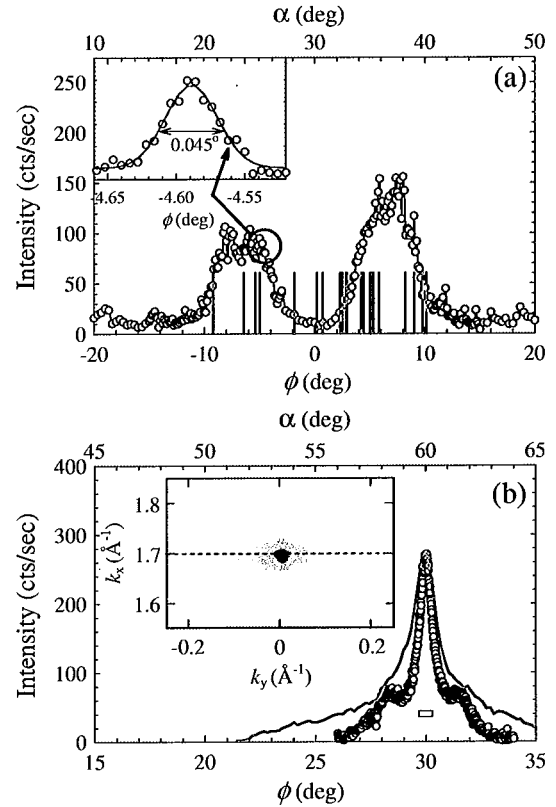 α (deg)
10 20 30 40 50
(a)
250
200
150
100
50
0
Intensity (cts/sec)
0.045°
-4.65 -4.60 -4.55
ϕ (deg)
-20 -10 0 10 20
ϕ (deg)
α (deg)
45 50 55 60 65
(b)
400
300
200
100
0
Intensity (cts/sec)
1.8
1.7
1.6
kx (Å-1)
-0.2 0 0.2
ky (Å-1)
15 20 25 30 35
ϕ (deg)